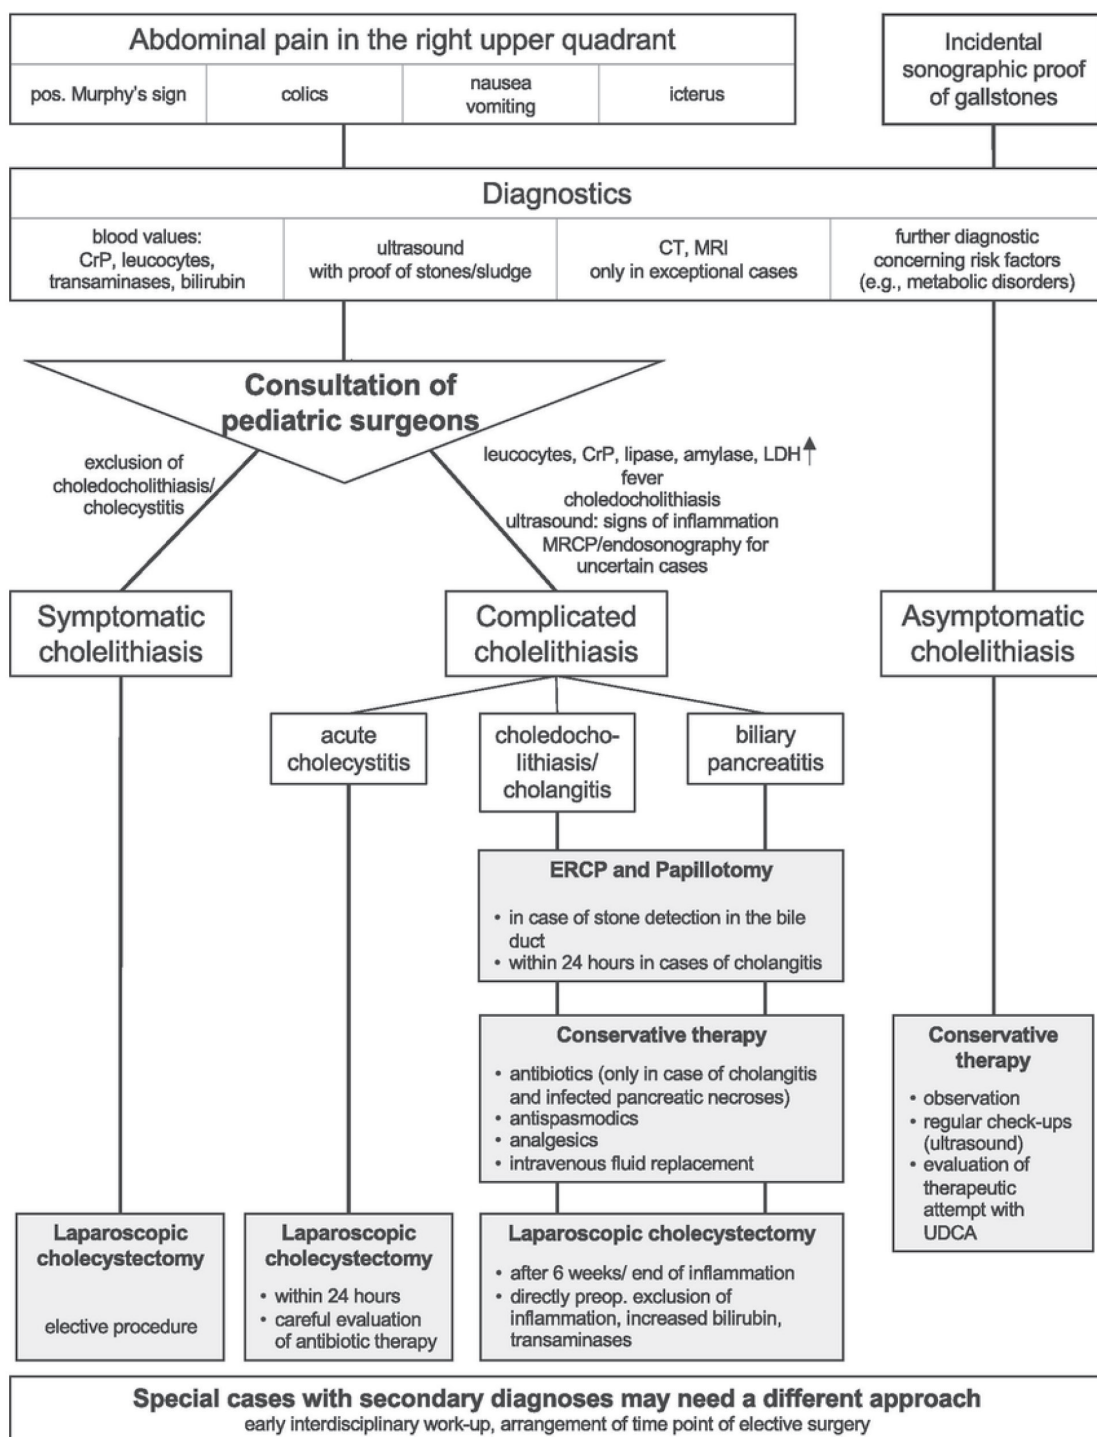 Abdominal pain in the right upper quadrant
pos. Murphy's sign
colics
nausea
vomiting
icterus
Incidental
sonographic proof
of gallstones
Diagnostics
blood values:
CrP, leucocytes,
transaminases, bilirubin
ultrasound
with proof of stones/sludge
CT, MRI
only in exceptional cases
further diagnostic
concerning risk factors
(e.g., metabolic disorders)
Consultation of
pediatric surgeons
exclusion of
choledocholithiasis/
cholecystitis
leucocytes, CrP, lipase, amylase, LDH ↑
fever
choledocholithiasis
ultrasound: signs of inflammation
MRCP/endosonography for
uncertain cases
Symptomatic
cholelithiasis
Complicated
cholelithiasis
Asymptomatic
cholelithiasis
acute
cholecystitis
choledocho-
lithiasis/
cholangitis
biliary
pancreatitis
ERCP and Papillotomy
• in case of stone detection in the bile
duct
• within 24 hours in cases of cholangitis
Conservative therapy
• antibiotics (only in case of cholangitis
and infected pancreatic necroses)
• antispasmodics
• analgesics
• intravenous fluid replacement
Conservative
therapy
• observation
• regular check-ups
(ultrasound)
• evaluation of
therapeutic
attempt with
UDCA
Laparoscopic
cholecystectomy
elective procedure
Laparoscopic
cholecystectomy
• within 24 hours
• careful evaluation
of antibiotic therapy
Laparoscopic cholecystectomy
• after 6 weeks/ end of inflammation
• directly preop. exclusion of
inflammation, increased bilirubin,
transaminases
Special cases with secondary diagnoses may need a different approach
early interdisciplinary work-up, arrangement of time point of elective surgery